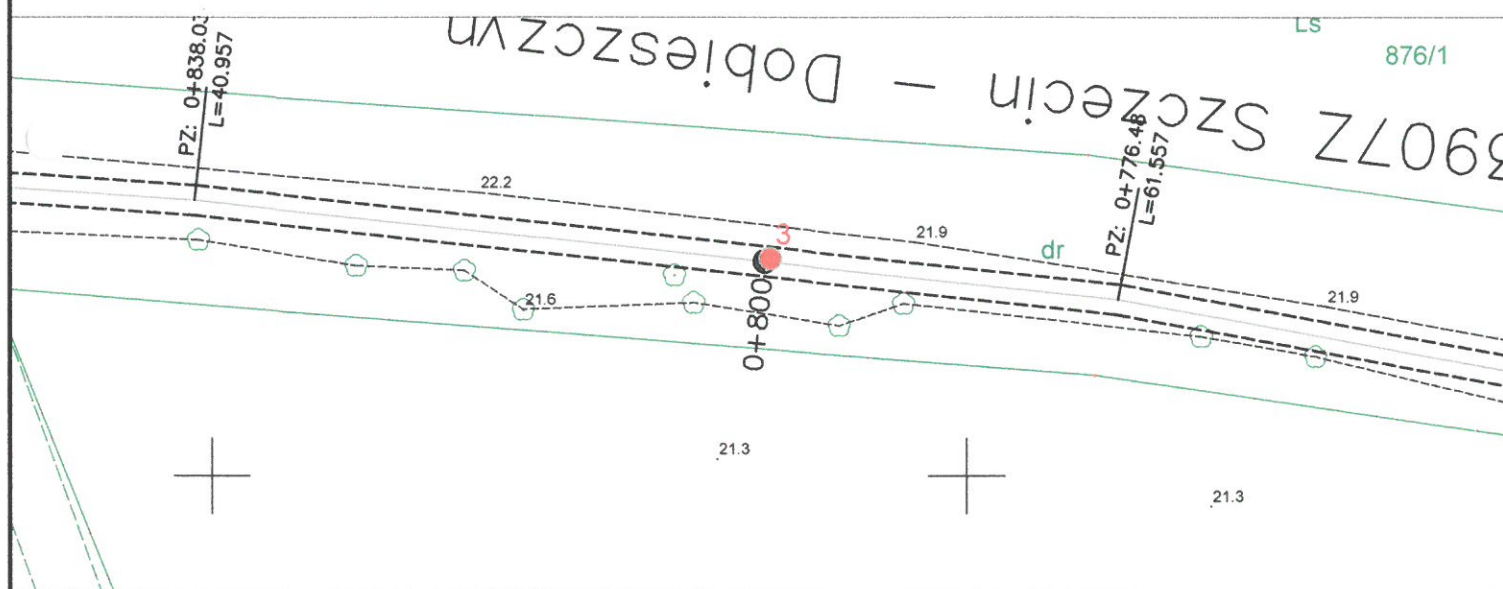 Ls
876/1
3907Z Szczecin – Dobieszczyn
PZ: 0+838.03
L=40.957
PZ: 0+776.48
L=61.557
22.2
3
21.9
dr
21.9
21.6
0+800
21.3
21.3